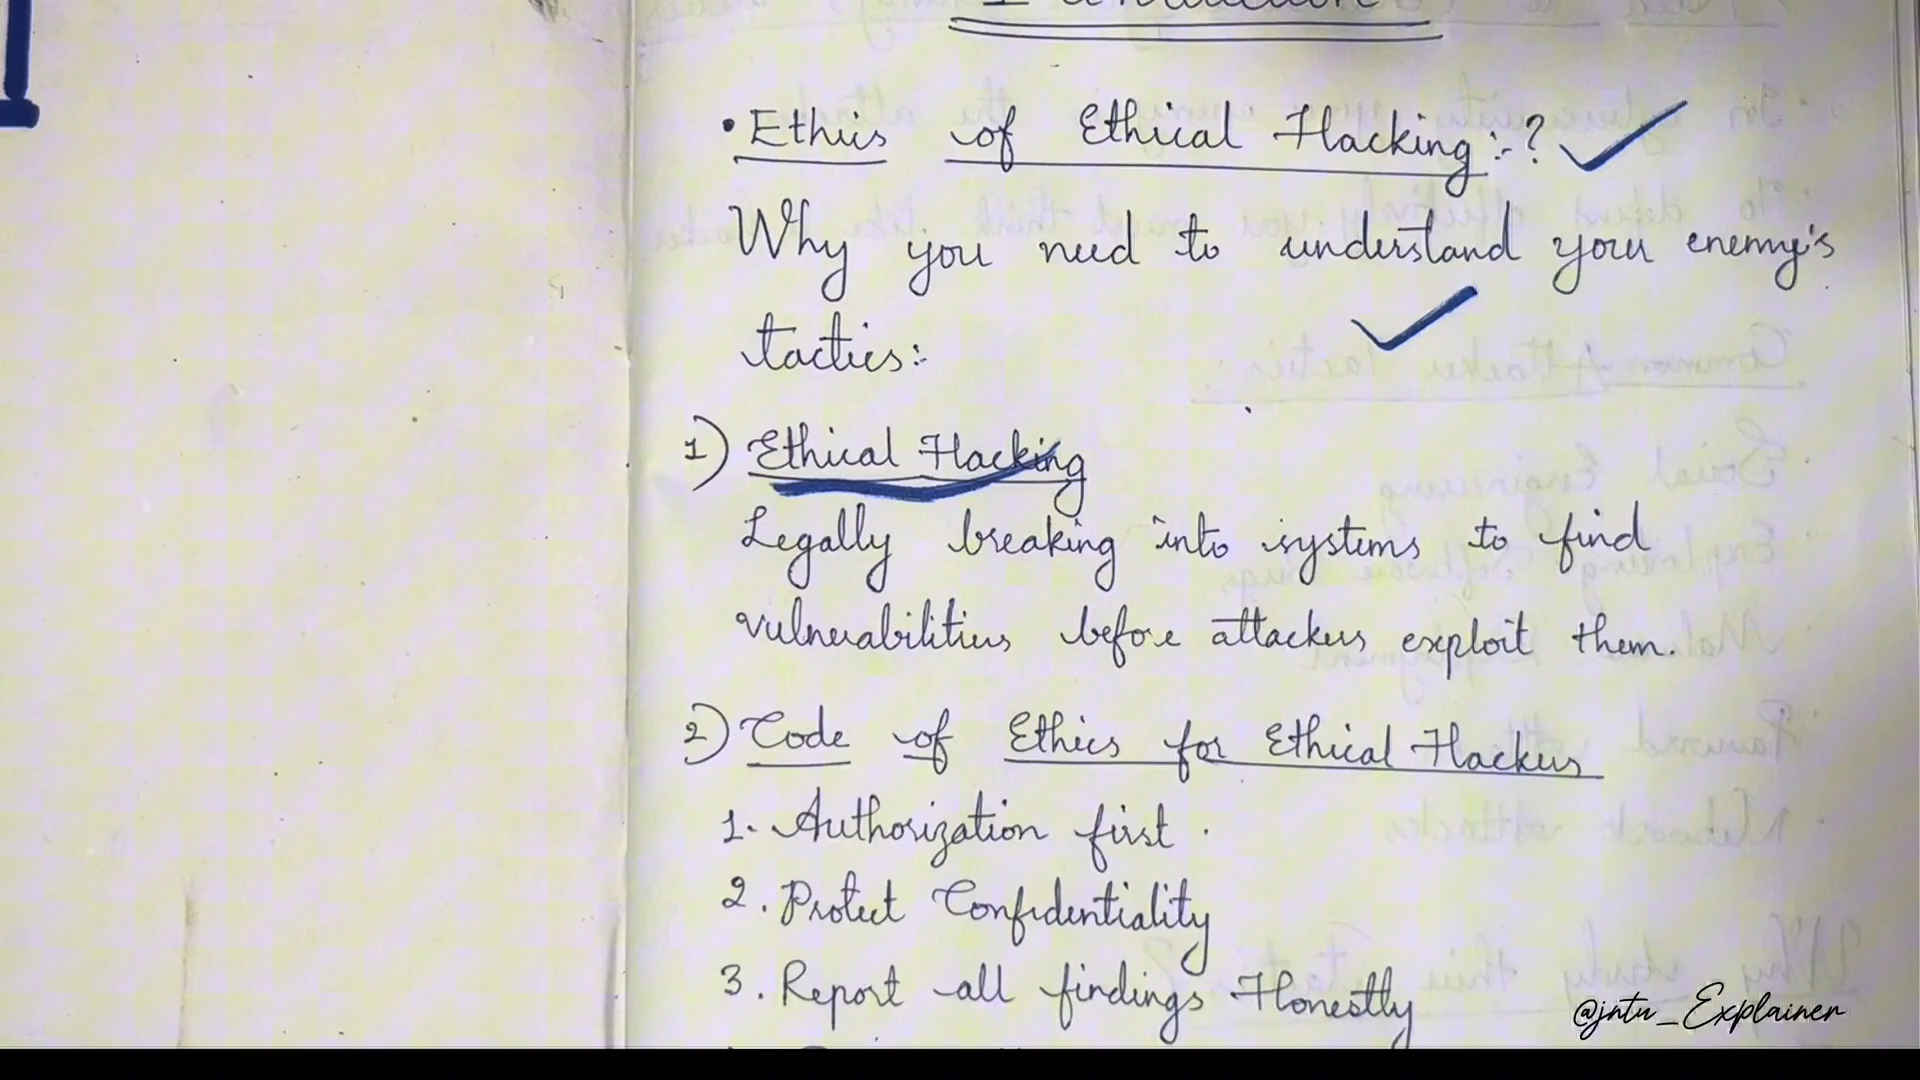 Introduction
• Ethics of Ethical Hacking :- ?
Why you need to understand your enemy's
tactics :-
1) Ethical Hacking
Legally breaking into systems to find
vulnerabilities before attackers exploit them.
2) Code of Ethics for Ethical Hackers
1. Authorization first.
2. Protect Confidentiality
3. Report all findings Honestly
@jntu_Explainer